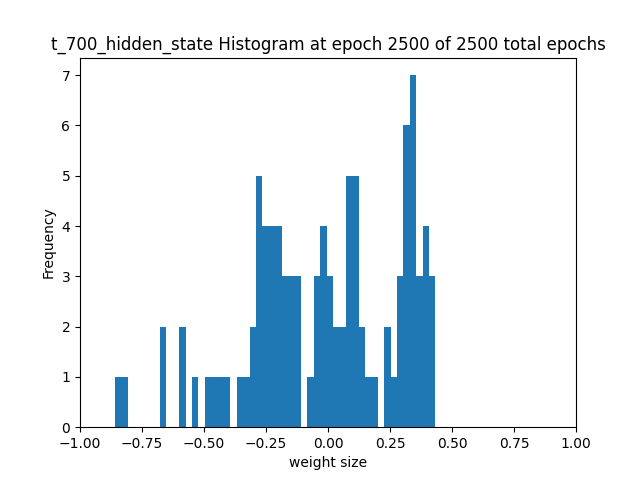 t_700_hidden_state Histogram at epoch 2500 of 2500 total epochs
7
6
5
4
3
2
1
0
Frequency
−1.00 −0.75 −0.50 −0.25 0.00 0.25 0.50 0.75 1.00
weight size